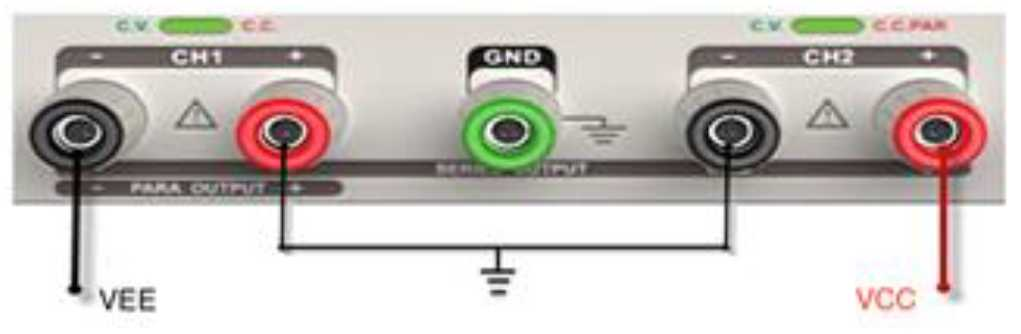 C.V. C.C. C.V. C.C.PAR
- CH1 + GND - CH2 +
SERIES OUTPUT
- PARA. OUTPUT +
VEE VCC